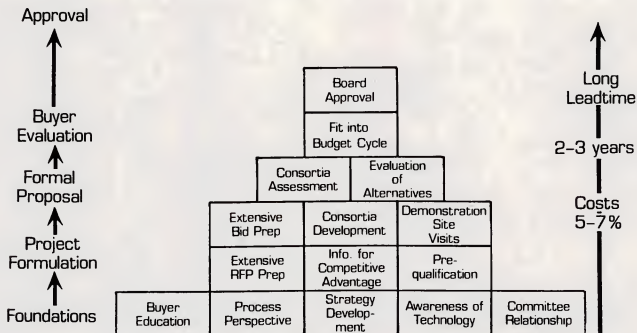 Approval
Buyer
Evaluation
Formal
Proposal
Project
Formulation
Foundations
Board
Approval
Fit into
Budget Cycle
Consortia
Assessment
Evaluation
of
Alternatives
Extensive
Bid Prep
Consortia
Development
Demonstration
Site
Visits
Extensive
RFP Prep
Info. for
Competitive
Advantage
Pre-
qualification
Buyer
Education
Process
Perspective
Strategy
Develop-
ment
Awareness of
Technology
Committee
Relationship
Long
Leadtime
2-3 years
Costs
5-7%